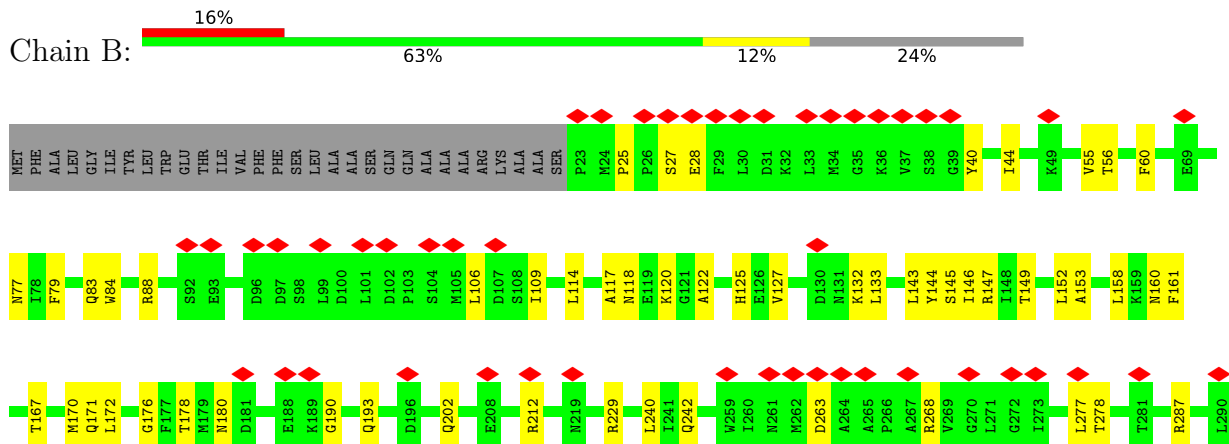 16%
Chain B:
63% 12% 24%
MET PHE ALA LEU GLY ILE TYR LEU TRP GLU THR ILE VAL PHE PHE SER LEU ALA ALA SER GLN GLN ALA ALA ALA ARG LYS ALA ALA SER P23 M24 P25 P26 S27 E28 F29 L30 D31 K32 L33 M34 G35 K36 V37 S38 G39 Y40 I44 K49 V55 T56 F60 E69
N77 I78 F79 Q83 W84 R88 S92 E93 D96 D97 S98 L99 D100 L101 D102 P103 S104 M105 L106 D107 S108 I109 L114 A117 N118 E119 K120 G121 A122 H125 E126 V127 D130 N131 K132 L133 L143 Y144 S145 I146 R147 I148 T149 L152 A153 L158 K159 N160 F161
T167 M170 Q171 L172 G176 F177 T178 M179 N180 D181 E188 K189 G190 Q193 D196 Q202 E208 R212 N219 R229 L240 I241 Q242 W259 I260 N261 M262 D263 A264 A265 P266 A267 R268 V269 G270 L271 G272 I273 L277 T278 T281 R287 L290